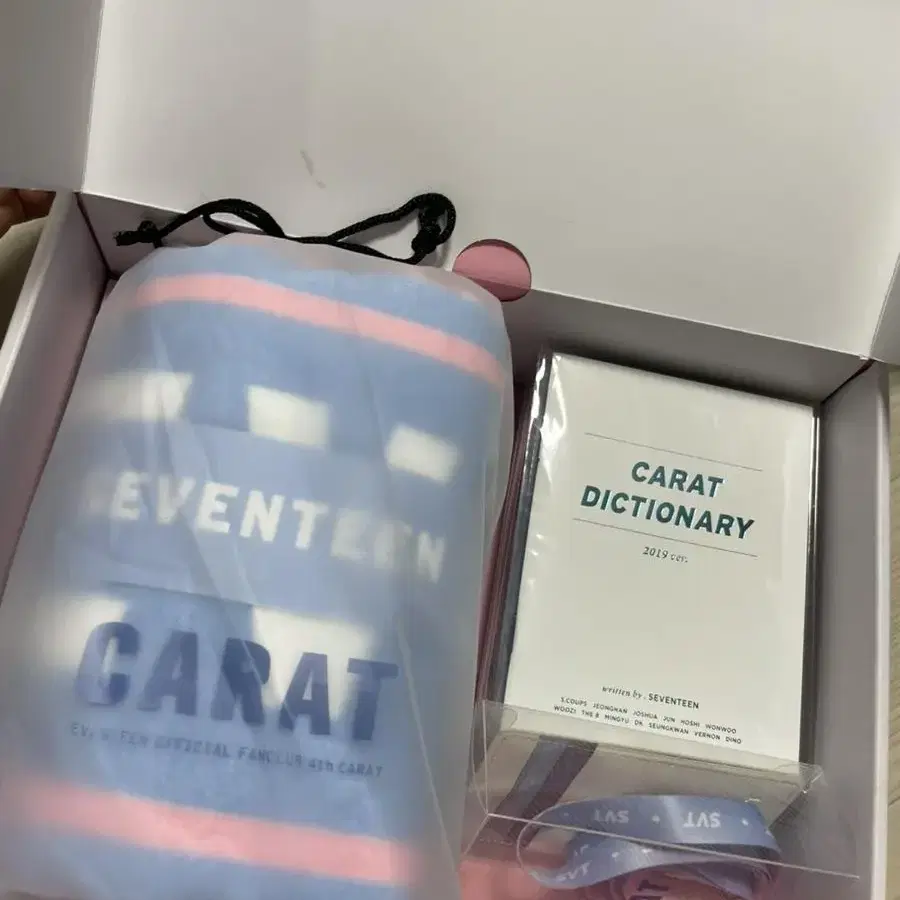 SEVENTEEN
CARAT
OFFICIAL FANCLUB 4th CARAT
CARAT
DICTIONARY
2019 ver.
written by. SEVENTEEN
S.COUPS JEONGHAN JOSHUA JUN HOSHI WONWOO
WOOZI THE 8 MINGYU DK SEUNGKWAN VERNON DINO
SVT • SVT
SVT